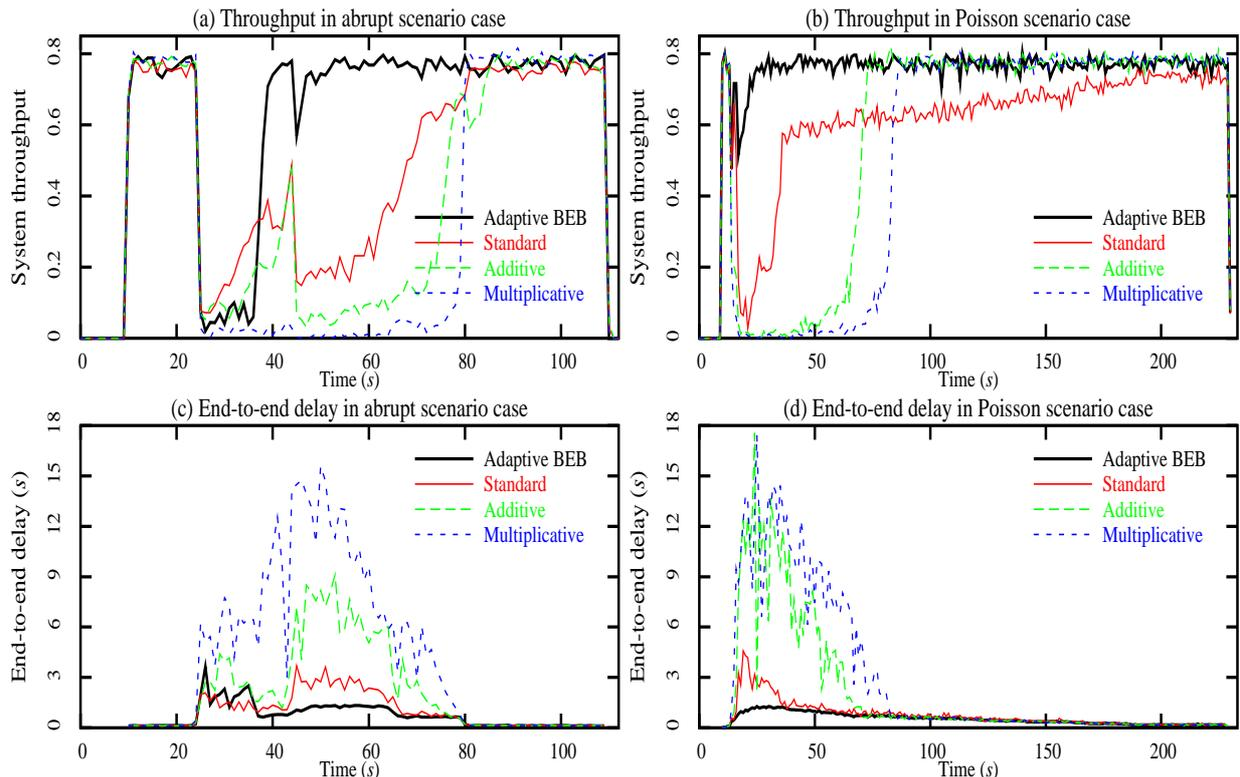 (a) Throughput in abrupt scenario case
System throughput
0.8
0.6
0.4
0.2
0
Adaptive BEB
Standard
Additive
Multiplicative
0 20 40 60 80 100
Time (s)
(b) Throughput in Poisson scenario case
System throughput
0.8
0.6
0.4
0.2
0
Adaptive BEB
Standard
Additive
Multiplicative
0 50 100 150 200
Time (s)
(c) End-to-end delay in abrupt scenario case
End-to-end delay (s)
18
15
12
9
6
3
0
Adaptive BEB
Standard
Additive
Multiplicative
0 20 40 60 80 100
Time (s)
(d) End-to-end delay in Poisson scenario case
End-to-end delay (s)
18
15
12
9
6
3
0
Adaptive BEB
Standard
Additive
Multiplicative
0 50 100 150 200
Time (s)